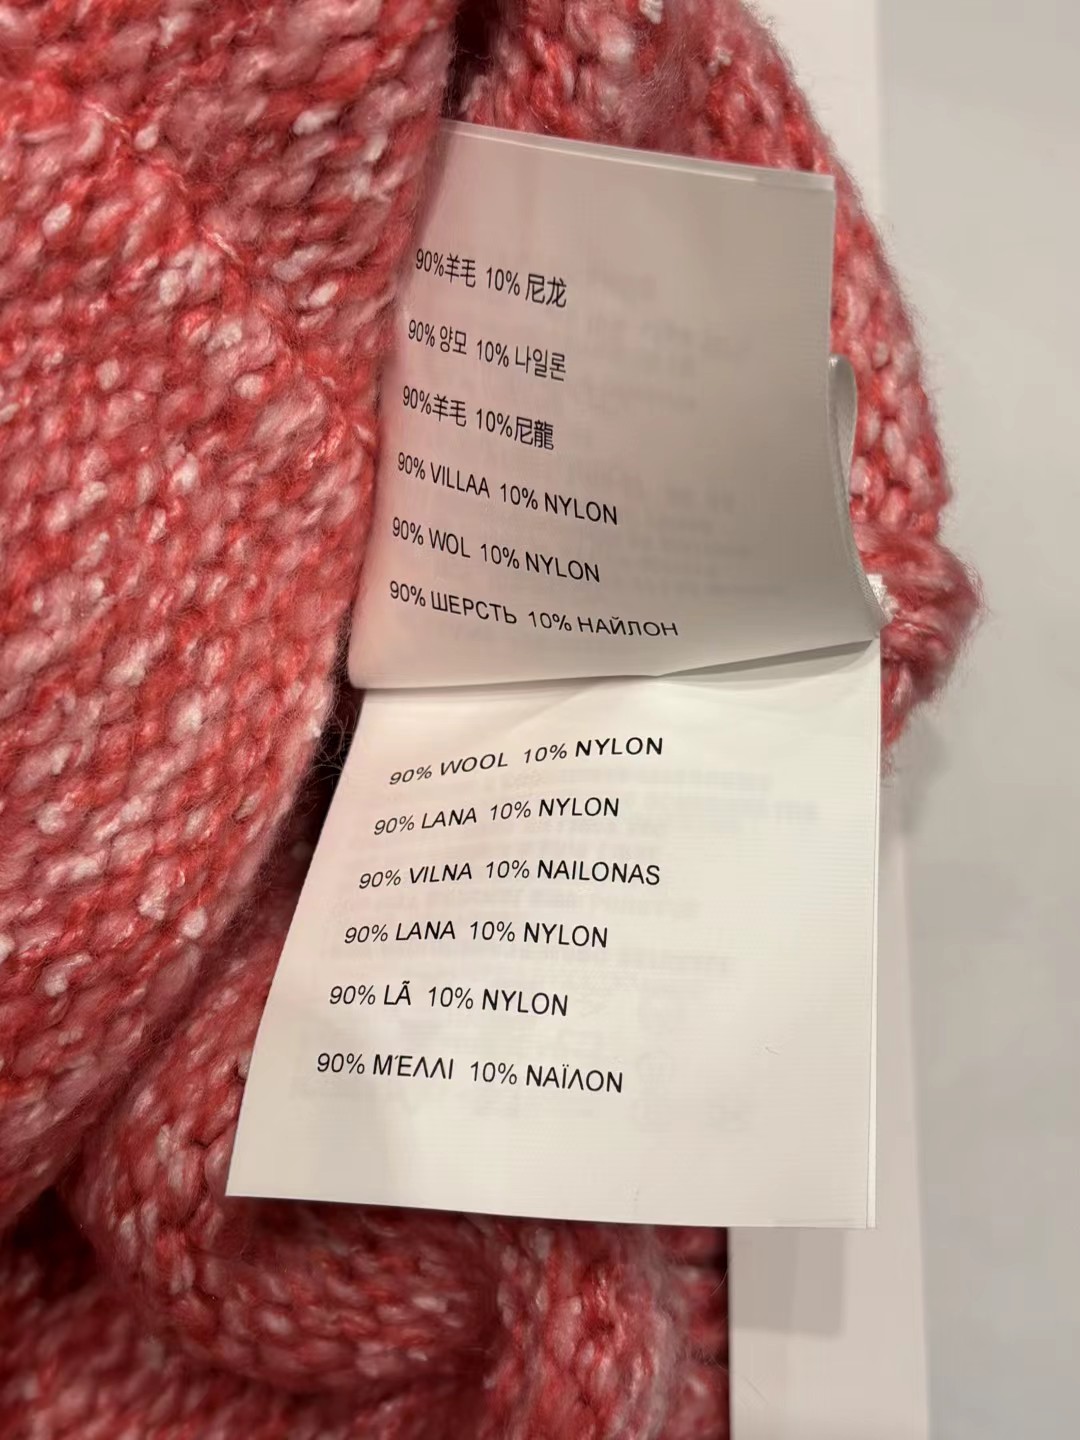 90%羊毛 10% 尼龙
90% 양모 10% 나일론
90%羊毛 10%尼龍
90% VILLAA 10% NYLON
90% WOL 10% NYLON
90% ШЕРСТЬ 10% НАЙЛОН
90% WOOL 10% NYLON
90% LANA 10% NYLON
90% VILNA 10% NAILONAS
90% LANA 10% NYLON
90% LÃ 10% NYLON
90% ΜΈΛΛΙ 10% ΝΑΪΛΟΝ